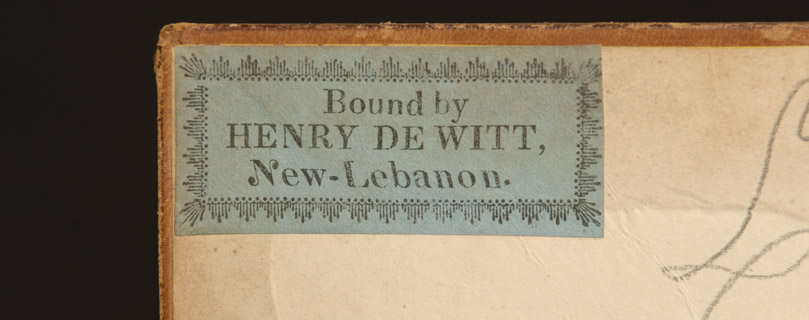 Bound by
HENRY DE WITT,
New-Lebanon.